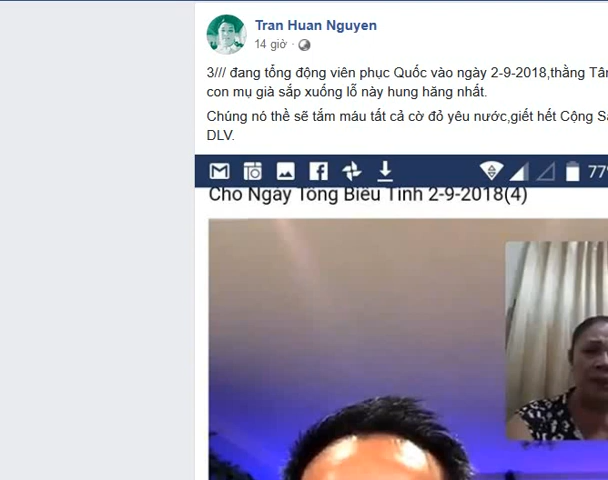 Tran Huan Nguyen
14 giờ ·
3/// đang tổng động viên phục Quốc vào ngày 2-9-2018,thằng Tân
con mụ già sắp xuống lỗ này hung hăng nhất.
Chúng nó thề sẽ tắm máu tất cả cờ đỏ yêu nước,giết hết Cộng
DLV.
77%
Cho Ngày Tổng Biểu Tình 2-9-2018(4)